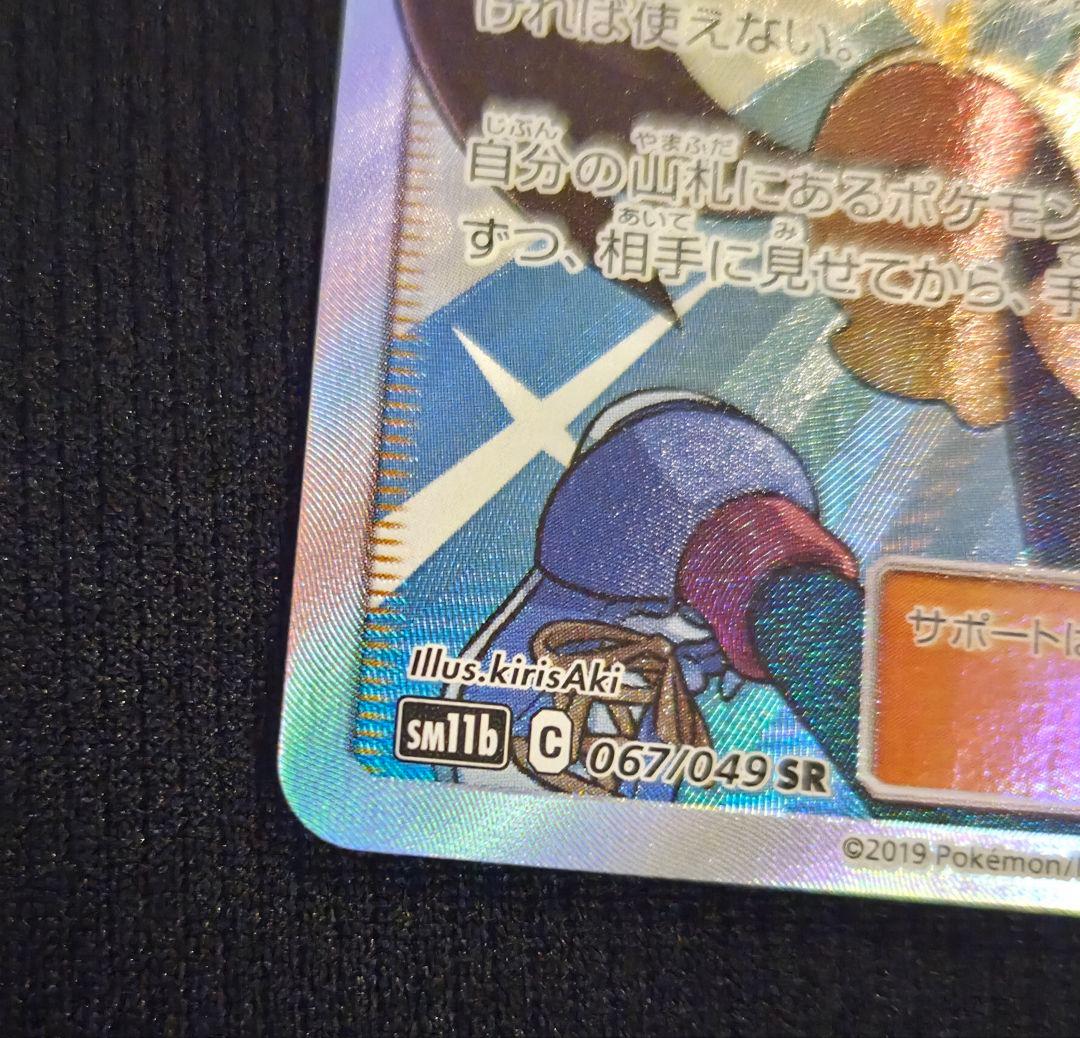 ければ使えない。
自分の山札にあるポケモン
じぶん やまふだ
ずつ、相手に見せてから、手
あいて み
サポートは
Illus.kirisAki
SM11b C 067/049 SR
©2019 Pokémon/